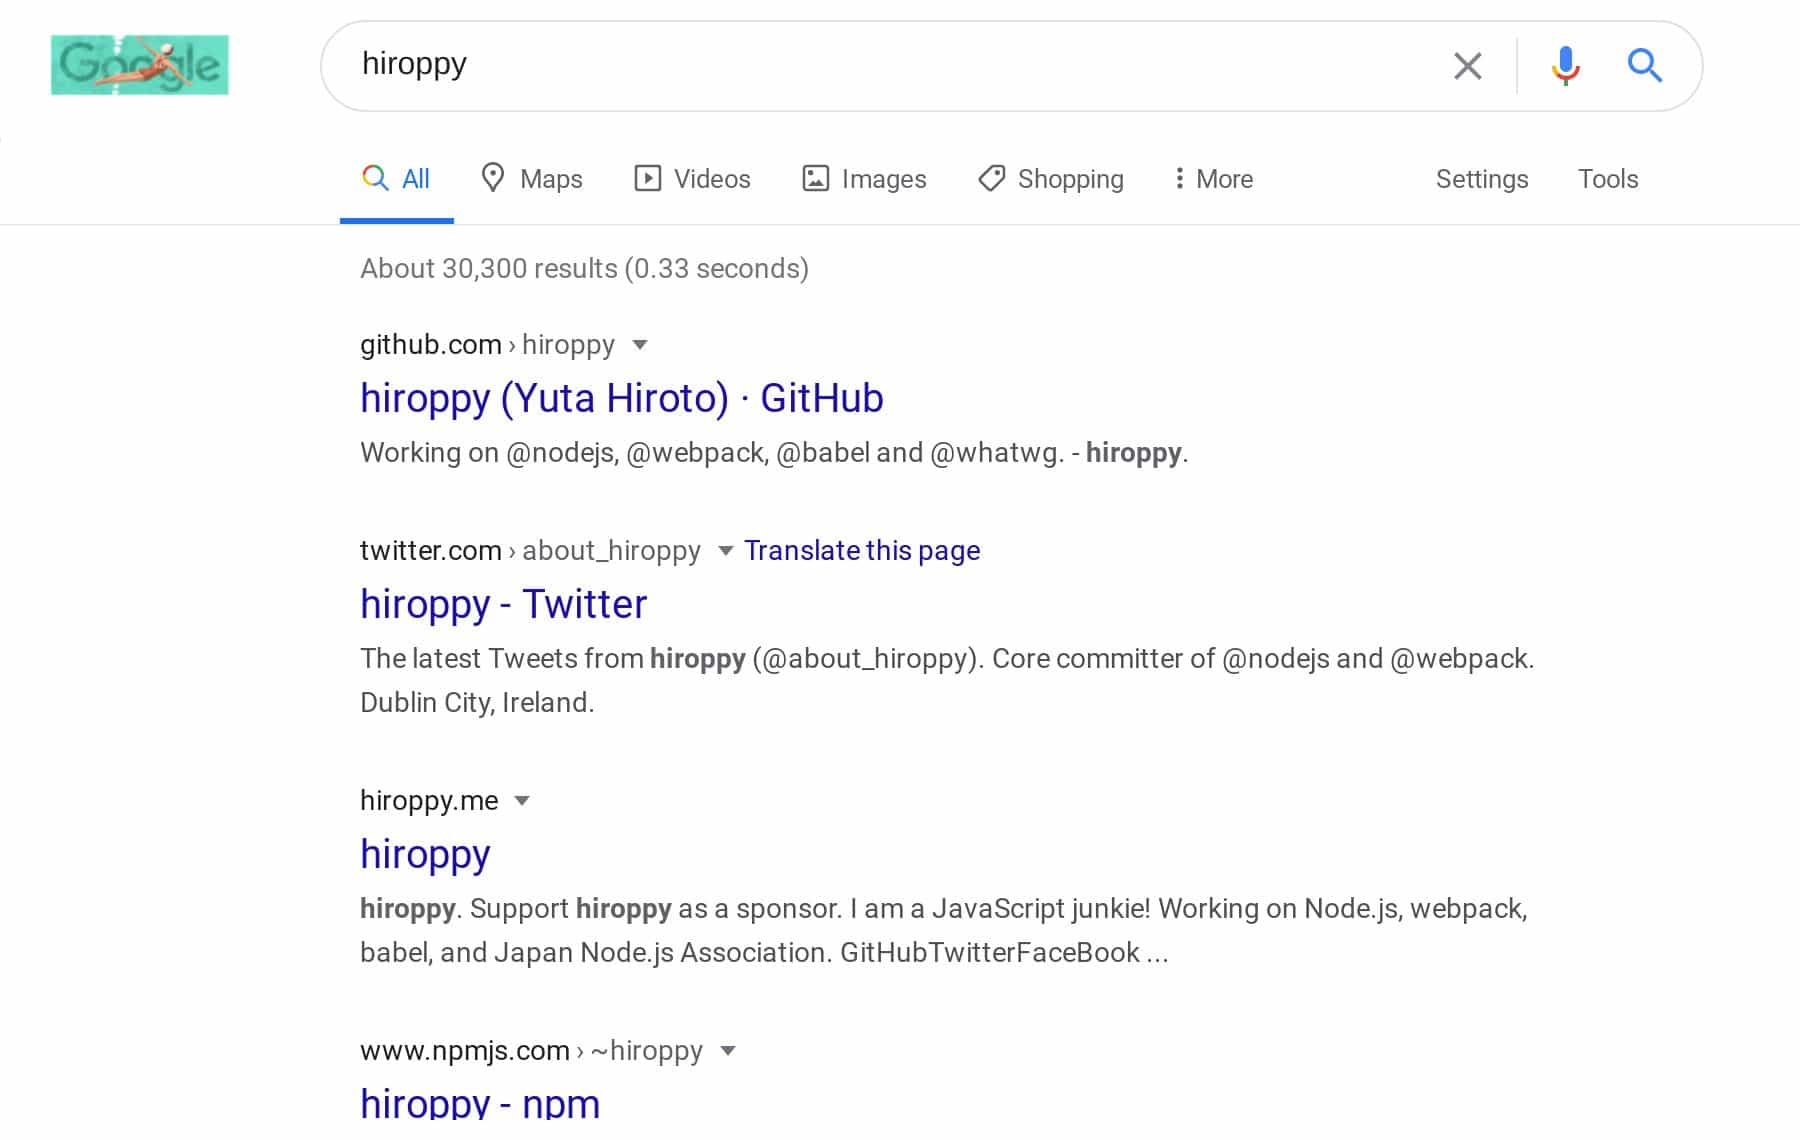 Google
hiroppy
All Maps Videos Images Shopping More Settings Tools
About 30,300 results (0.33 seconds)
github.com › hiroppy
hiroppy (Yuta Hiroto) · GitHub
Working on @nodejs, @webpack, @babel and @whatwg. - hiroppy.
twitter.com › about_hiroppy Translate this page
hiroppy - Twitter
The latest Tweets from hiroppy (@about_hiroppy). Core committer of @nodejs and @webpack.
Dublin City, Ireland.
hiroppy.me
hiroppy
hiroppy. Support hiroppy as a sponsor. I am a JavaScript junkie! Working on Node.js, webpack,
babel, and Japan Node.js Association. GitHubTwitterFaceBook ...
www.npmjs.com › ~hiroppy
hiroppy - npm